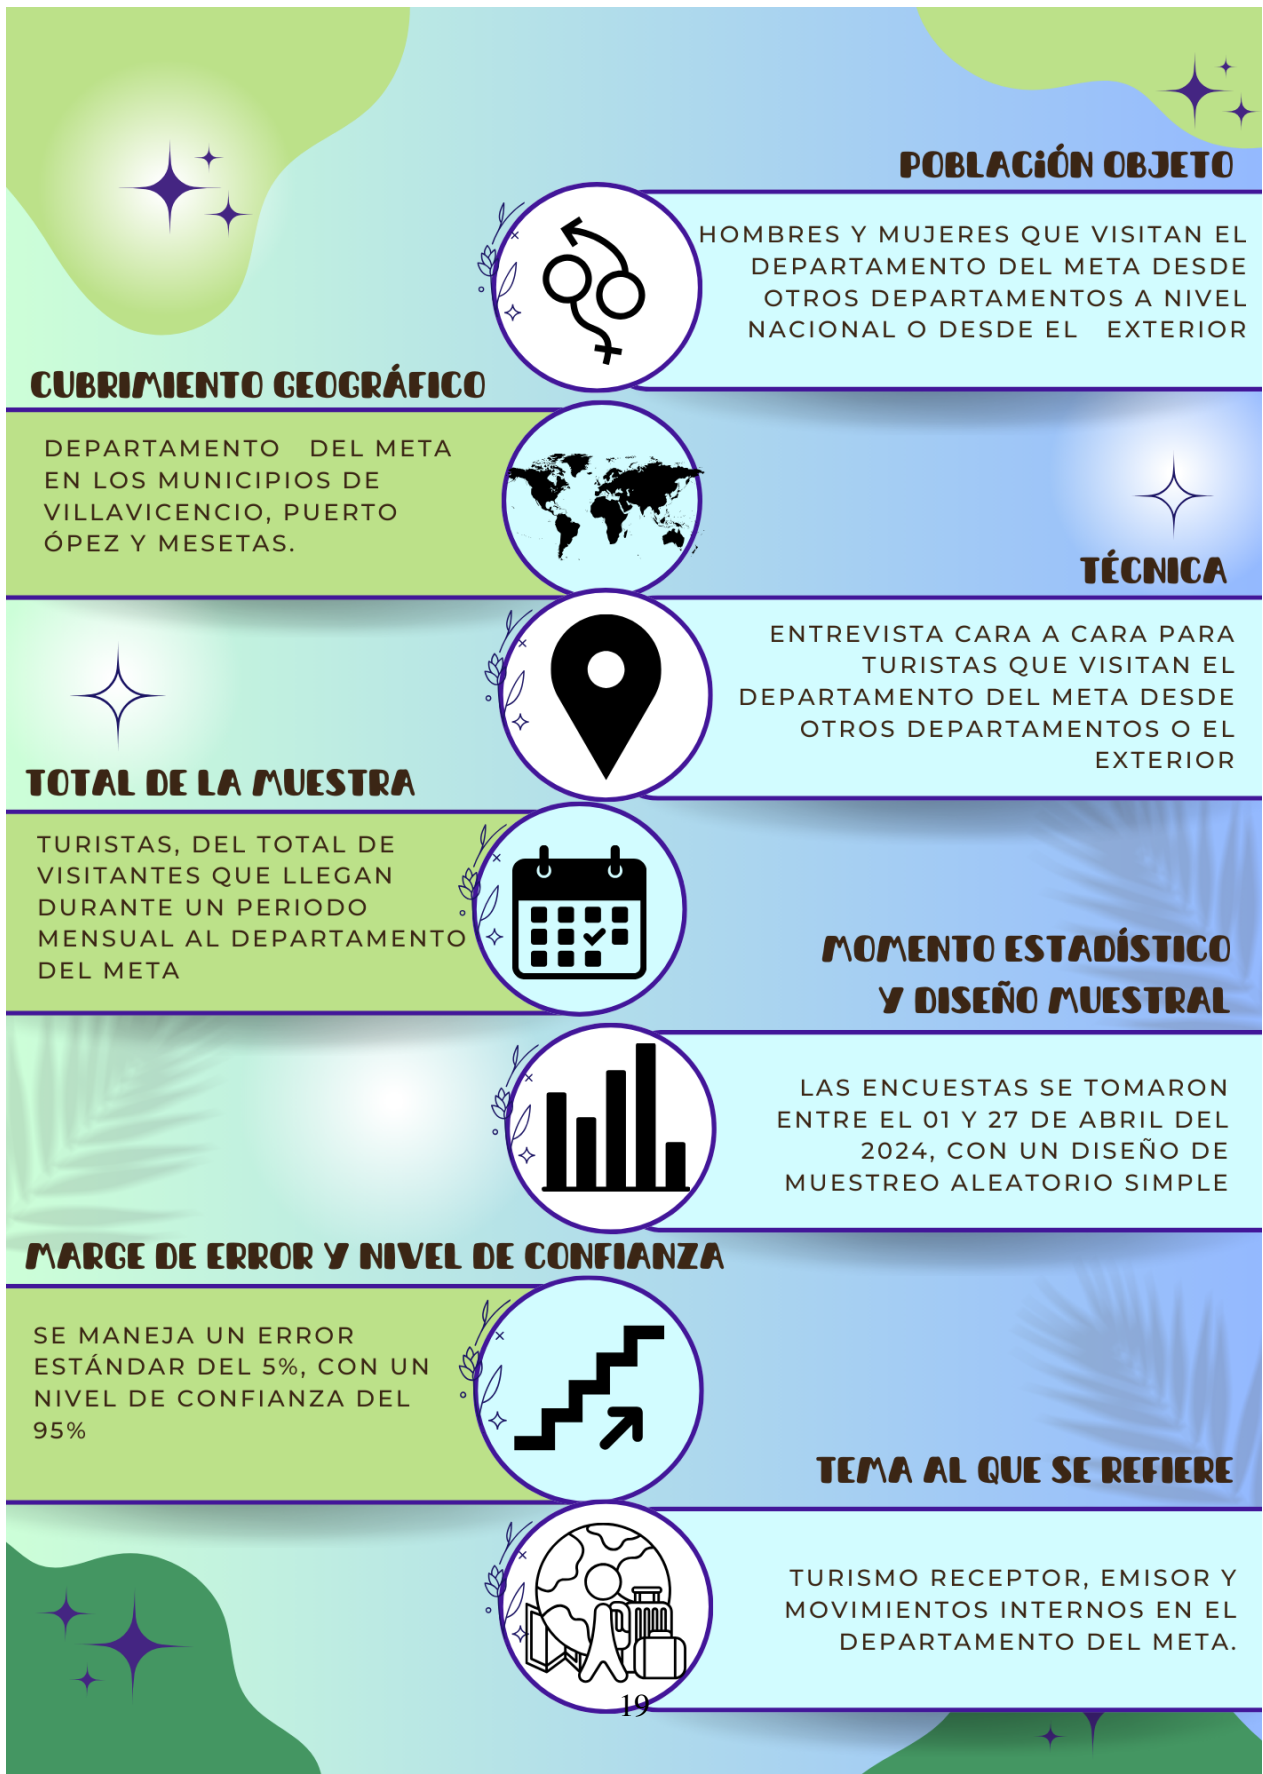 POBLACiÓN OBJETO
HOMBRES Y MUJERES QUE VISITAN EL
DEPARTAMENTO DEL META DESDE
OTROS DEPARTAMENTOS A NIVEL
NACIONAL O DESDE EL EXTERIOR
CUBRIMIENTO GEOGRÁFICO
DEPARTAMENTO DEL META
EN LOS MUNICIPIOS DE
VILLAVICENCIO, PUERTO
ÓPEZ Y MESETAS.
TÉCNICA
ENTREVISTA CARA A CARA PARA
TURISTAS QUE VISITAN EL
DEPARTAMENTO DEL META DESDE
OTROS DEPARTAMENTOS O EL
EXTERIOR
TOTAL DE LA MUESTRA
TURISTAS, DEL TOTAL DE
VISITANTES QUE LLEGAN
DURANTE UN PERIODO
MENSUAL AL DEPARTAMENTO
DEL META
MOMENTO ESTADÍSTICO
Y DISEÑO MUESTRAL
LAS ENCUESTAS SE TOMARON
ENTRE EL 01 Y 27 DE ABRIL DEL
2024, CON UN DISEÑO DE
MUESTREO ALEATORIO SIMPLE
MARGE DE ERROR Y NIVEL DE CONFIANZA
SE MANEJA UN ERROR
ESTÁNDAR DEL 5%, CON UN
NIVEL DE CONFIANZA DEL
95%
TEMA AL QUE SE REFIERE
TURISMO RECEPTOR, EMISOR Y
MOVIMIENTOS INTERNOS EN EL
DEPARTAMENTO DEL META.
19